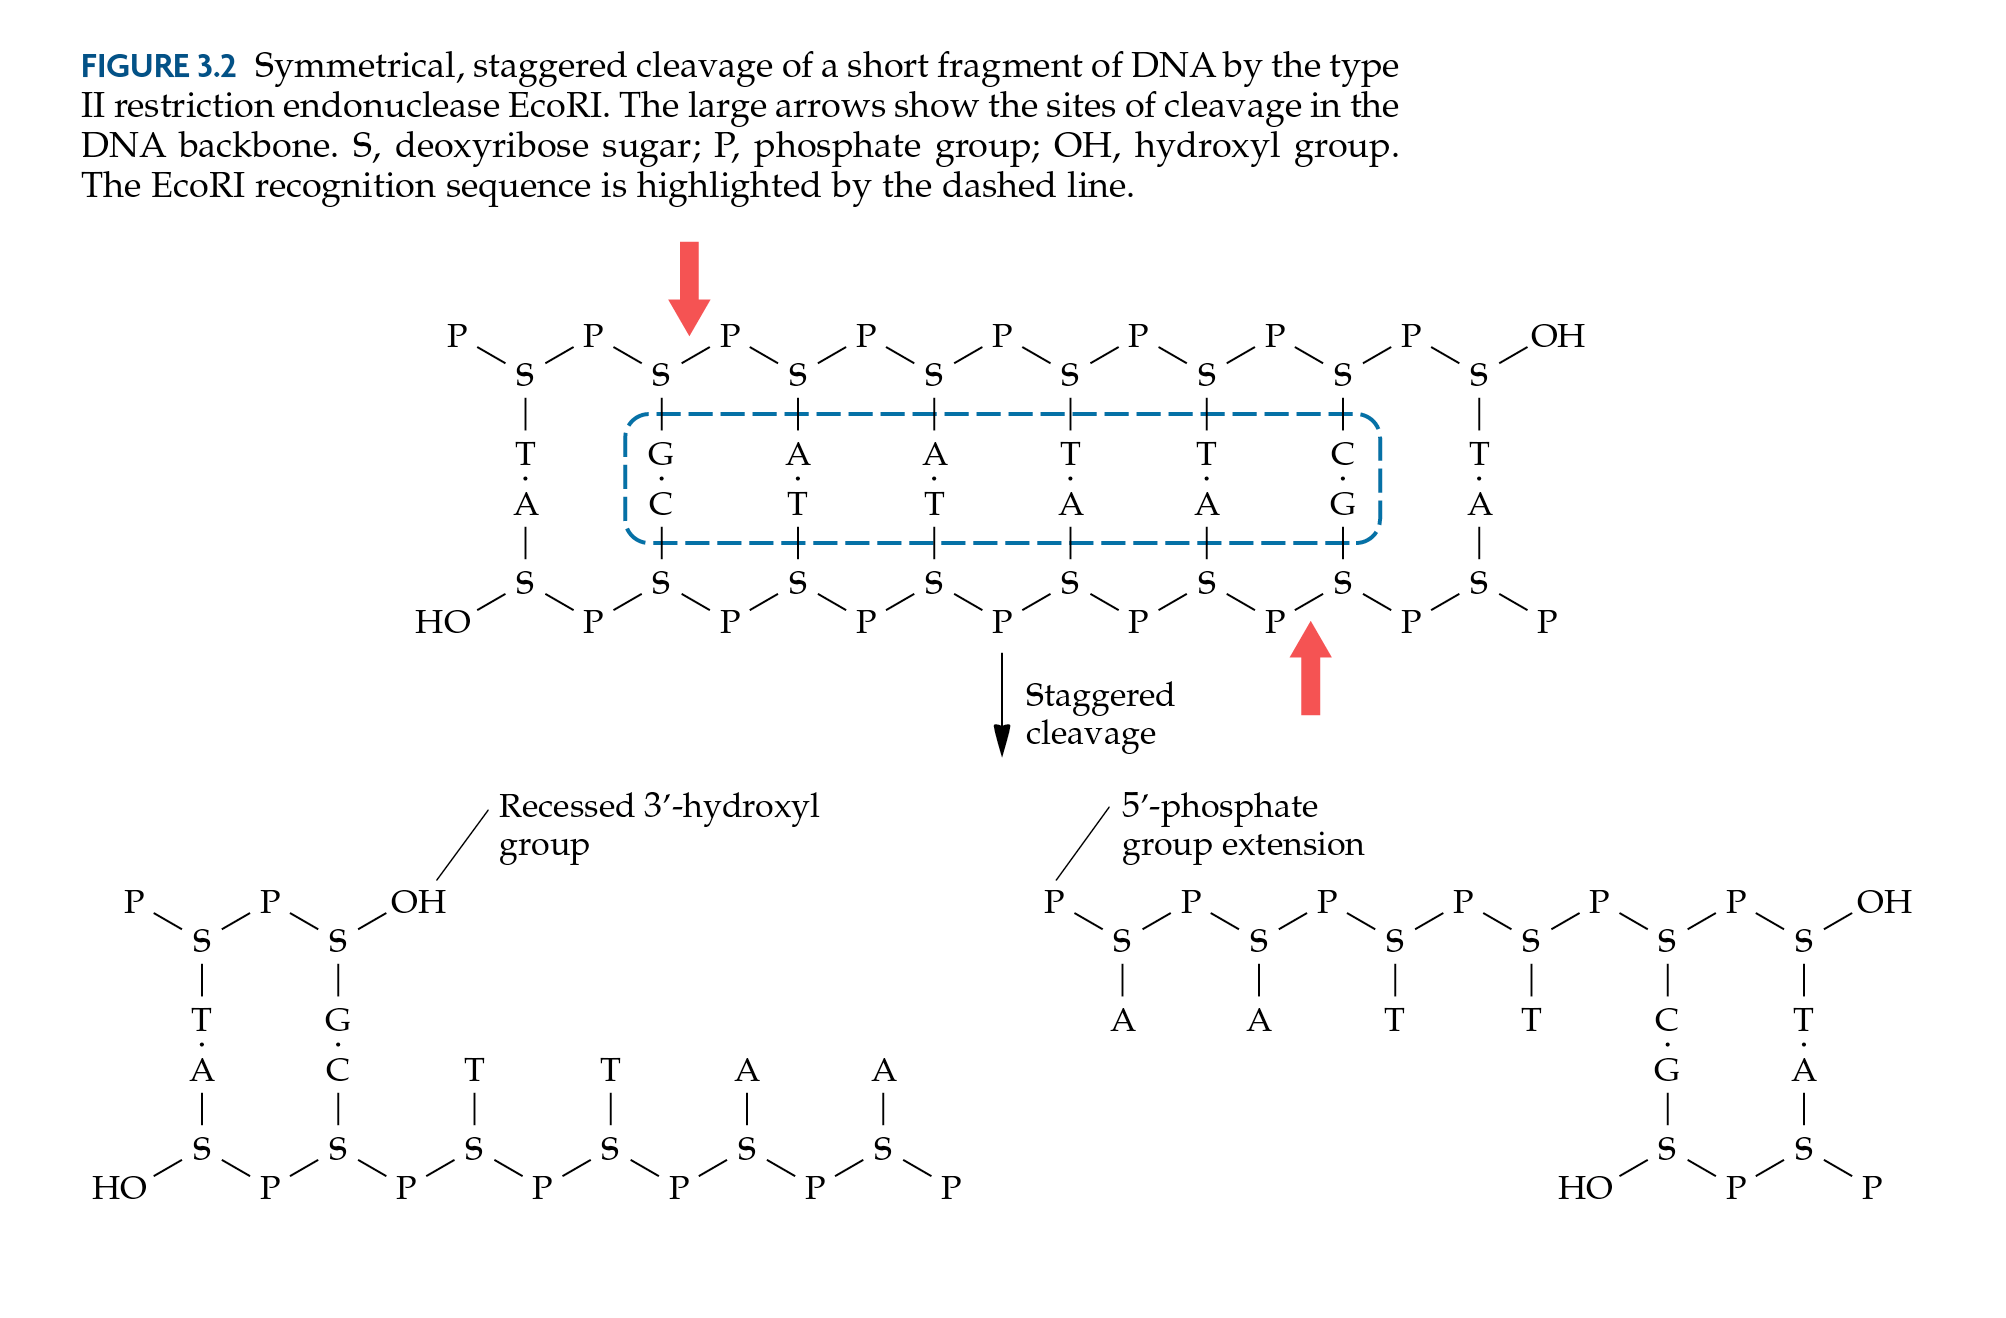 FIGURE 3.2 Symmetrical, staggered cleavage of a short fragment of DNA by the type
II restriction endonuclease EcoRI. The large arrows show the sites of cleavage in the
DNA backbone. S, deoxyribose sugar; P, phosphate group; OH, hydroxyl group.
The EcoRI recognition sequence is highlighted by the dashed line.
P P P P P P P P OH
S S S S S S S S
T G A A T T C T
A C T T A A G A
S S S S S S S S
HO P P P P P P P P
Staggered
cleavage
Recessed 3′-hydroxyl
group
5′-phosphate
group extension
P P OH
S S
T G
A C T T A A
S S S S S S
HO P P P P P P
P P P P P P OH
S S S S S S
A A T T C T
G A
S S
HO P P